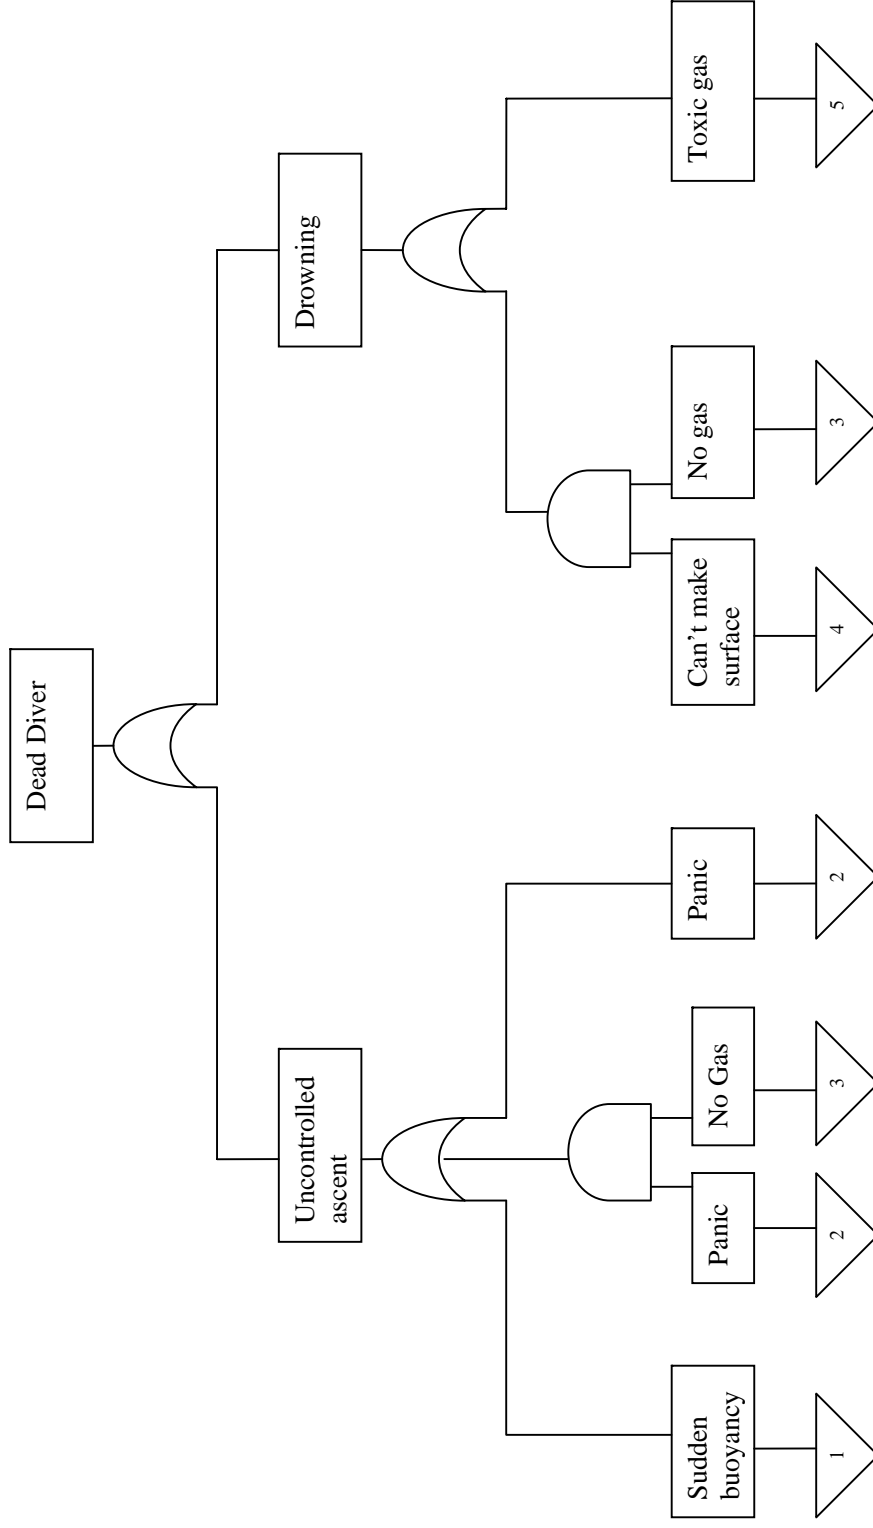 Dead Diver
Uncontrolled
ascent
Drowning
Sudden
buoyancy
Panic
No Gas
Panic
Can't make
surface
No gas
Toxic gas
1
2
3
2
4
3
5